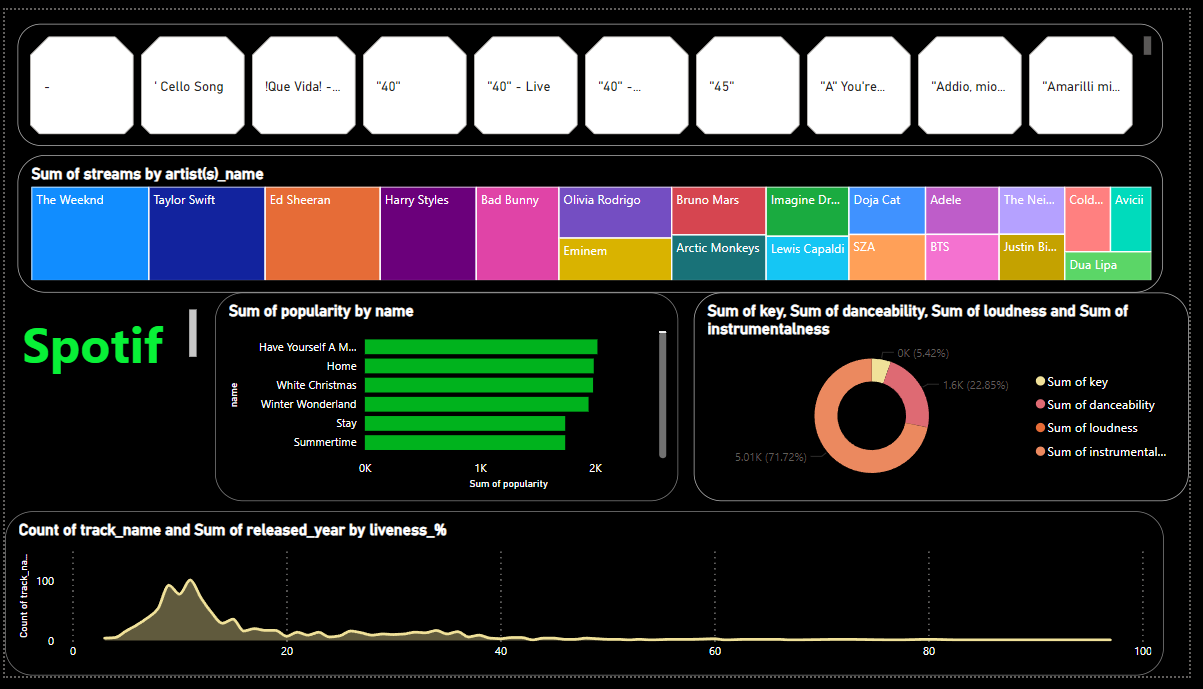 -
' Cello Song
!Que Vida! -...
"40"
"40" - Live
"40" -...
"45"
"A" You're...
"Addio, mio...
"Amarilli mi...
Sum of streams by artist(s)_name
The Weeknd
Taylor Swift
Ed Sheeran
Harry Styles
Bad Bunny
Olivia Rodrigo
Eminem
Bruno Mars
Arctic Monkeys
Imagine Dr...
Lewis Capaldi
Doja Cat
SZA
Adele
BTS
The Nei...
Justin Bi...
Cold...
Avicii
Dua Lipa
Spotif
Sum of popularity by name
name
Have Yourself A M...
Home
White Christmas
Winter Wonderland
Stay
Summertime
0K 1K 2K
Sum of popularity
Sum of key, Sum of danceability, Sum of loudness and Sum of
instrumentalness
0K (5.42%)
1.6K (22.85%)
5.01K (71.72%)
Sum of key
Sum of danceability
Sum of loudness
Sum of instrumental...
Count of track_name and Sum of released_year by liveness_%
Count of track_na...
100
0
0 20 40 60 80 100